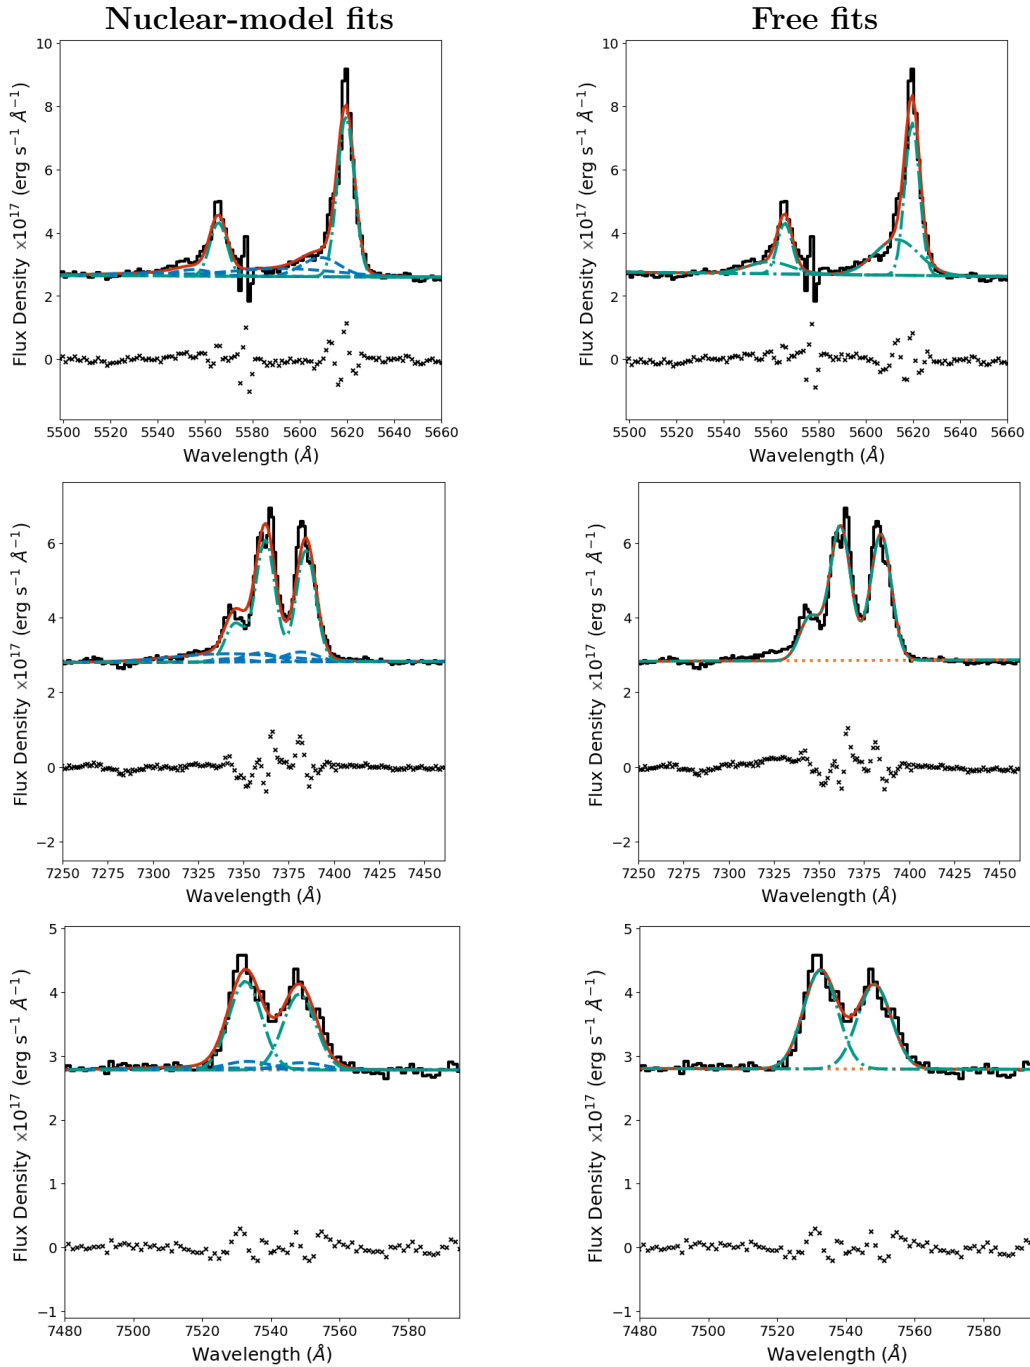 Nuclear-model fits
Free fits
10
8
6
4
2
0
Flux Density ×10¹⁷ (erg s⁻¹ Å⁻¹)
5500 5520 5540 5560 5580 5600 5620 5640 5660
Wavelength (Å)
10
8
6
4
2
0
Flux Density ×10¹⁷ (erg s⁻¹ Å⁻¹)
5500 5520 5540 5560 5580 5600 5620 5640 5660
Wavelength (Å)
6
4
2
0
−2
Flux Density ×10¹⁷ (erg s⁻¹ Å⁻¹)
7250 7275 7300 7325 7350 7375 7400 7425 7450
Wavelength (Å)
6
4
2
0
−2
Flux Density ×10¹⁷ (erg s⁻¹ Å⁻¹)
7250 7275 7300 7325 7350 7375 7400 7425 7450
Wavelength (Å)
5
4
3
2
1
0
−1
Flux Density ×10¹⁷ (erg s⁻¹ Å⁻¹)
7480 7500 7520 7540 7560 7580
Wavelength (Å)
5
4
3
2
1
0
−1
Flux Density ×10¹⁷ (erg s⁻¹ Å⁻¹)
7480 7500 7520 7540 7560 7580
Wavelength (Å)